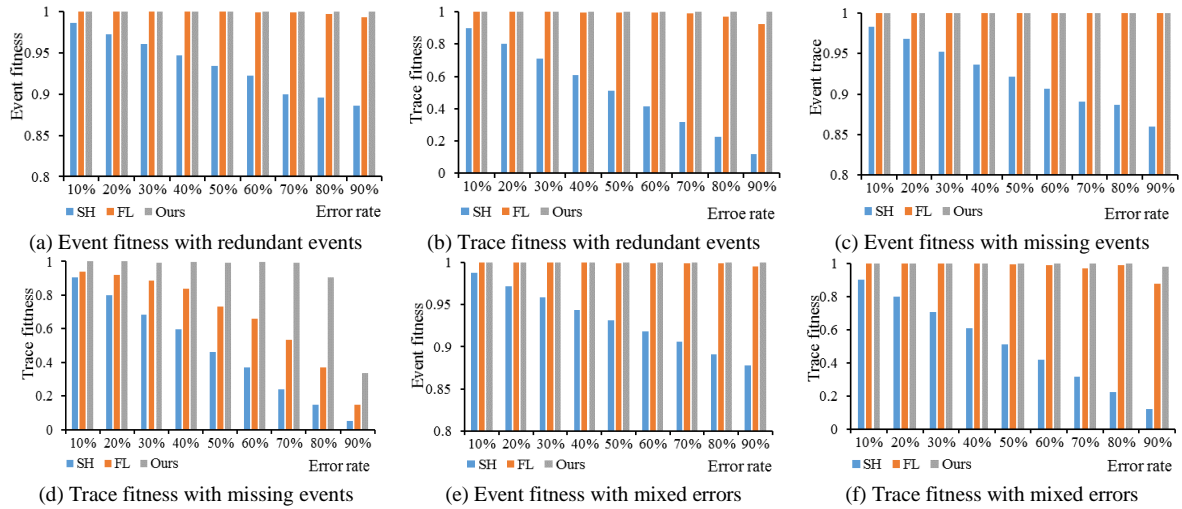 1
0.95
0.9
0.85
0.8
Event fitness
10% 20% 30% 40% 50% 60% 70% 80% 90%
Error rate
SH FL Ours
(a) Event fitness with redundant events
1
0.8
0.6
0.4
0.2
0
Trace fitness
10% 20% 30% 40% 50% 60% 70% 80% 90%
Erroe rate
SH FL Ours
(b) Trace fitness with redundant events
1
0.95
0.9
0.85
0.8
Event trace
10% 20% 30% 40% 50% 60% 70% 80% 90%
Error rate
SH FL Ours
(c) Event fitness with missing events
1
0.8
0.6
0.4
0.2
0
Trace fittness
10% 20% 30% 40% 50% 60% 70% 80% 90%
Error rate
SH FL Ours
(d) Trace fitness with missing events
1
0.95
0.9
0.85
0.8
Event fitness
10% 20% 30% 40% 50% 60% 70% 80% 90%
Error rate
SH FL Ours
(e) Event fitness with mixed errors
1
0.8
0.6
0.4
0.2
0
Trace fitness
10% 20% 30% 40% 50% 60% 70% 80% 90%
Error rate
SH FL Ours
(f) Trace fitness with mixed errors